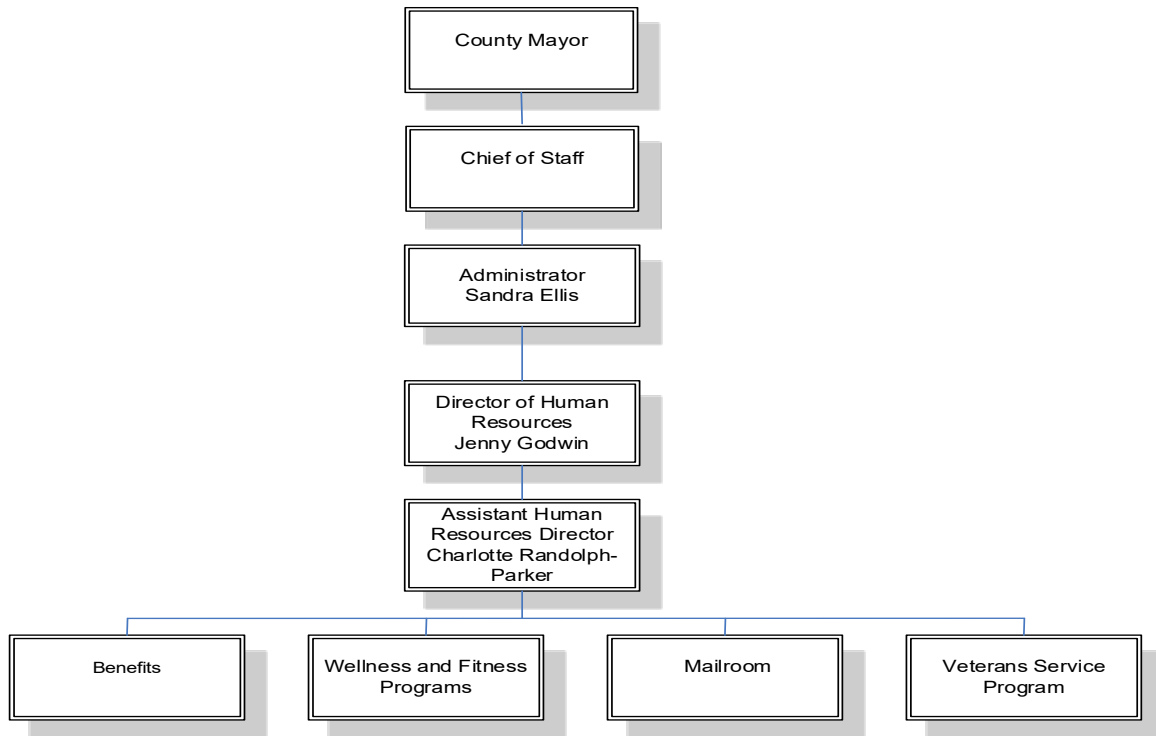 County Mayor
Chief of Staff
Administrator
Sandra Ellis
Director of Human
Resources
Jenny Godwin
Assistant Human
Resources Director
Charlotte Randolph-
Parker
Benefits
Wellness and Fitness
Programs
Mailroom
Veterans Service
Program